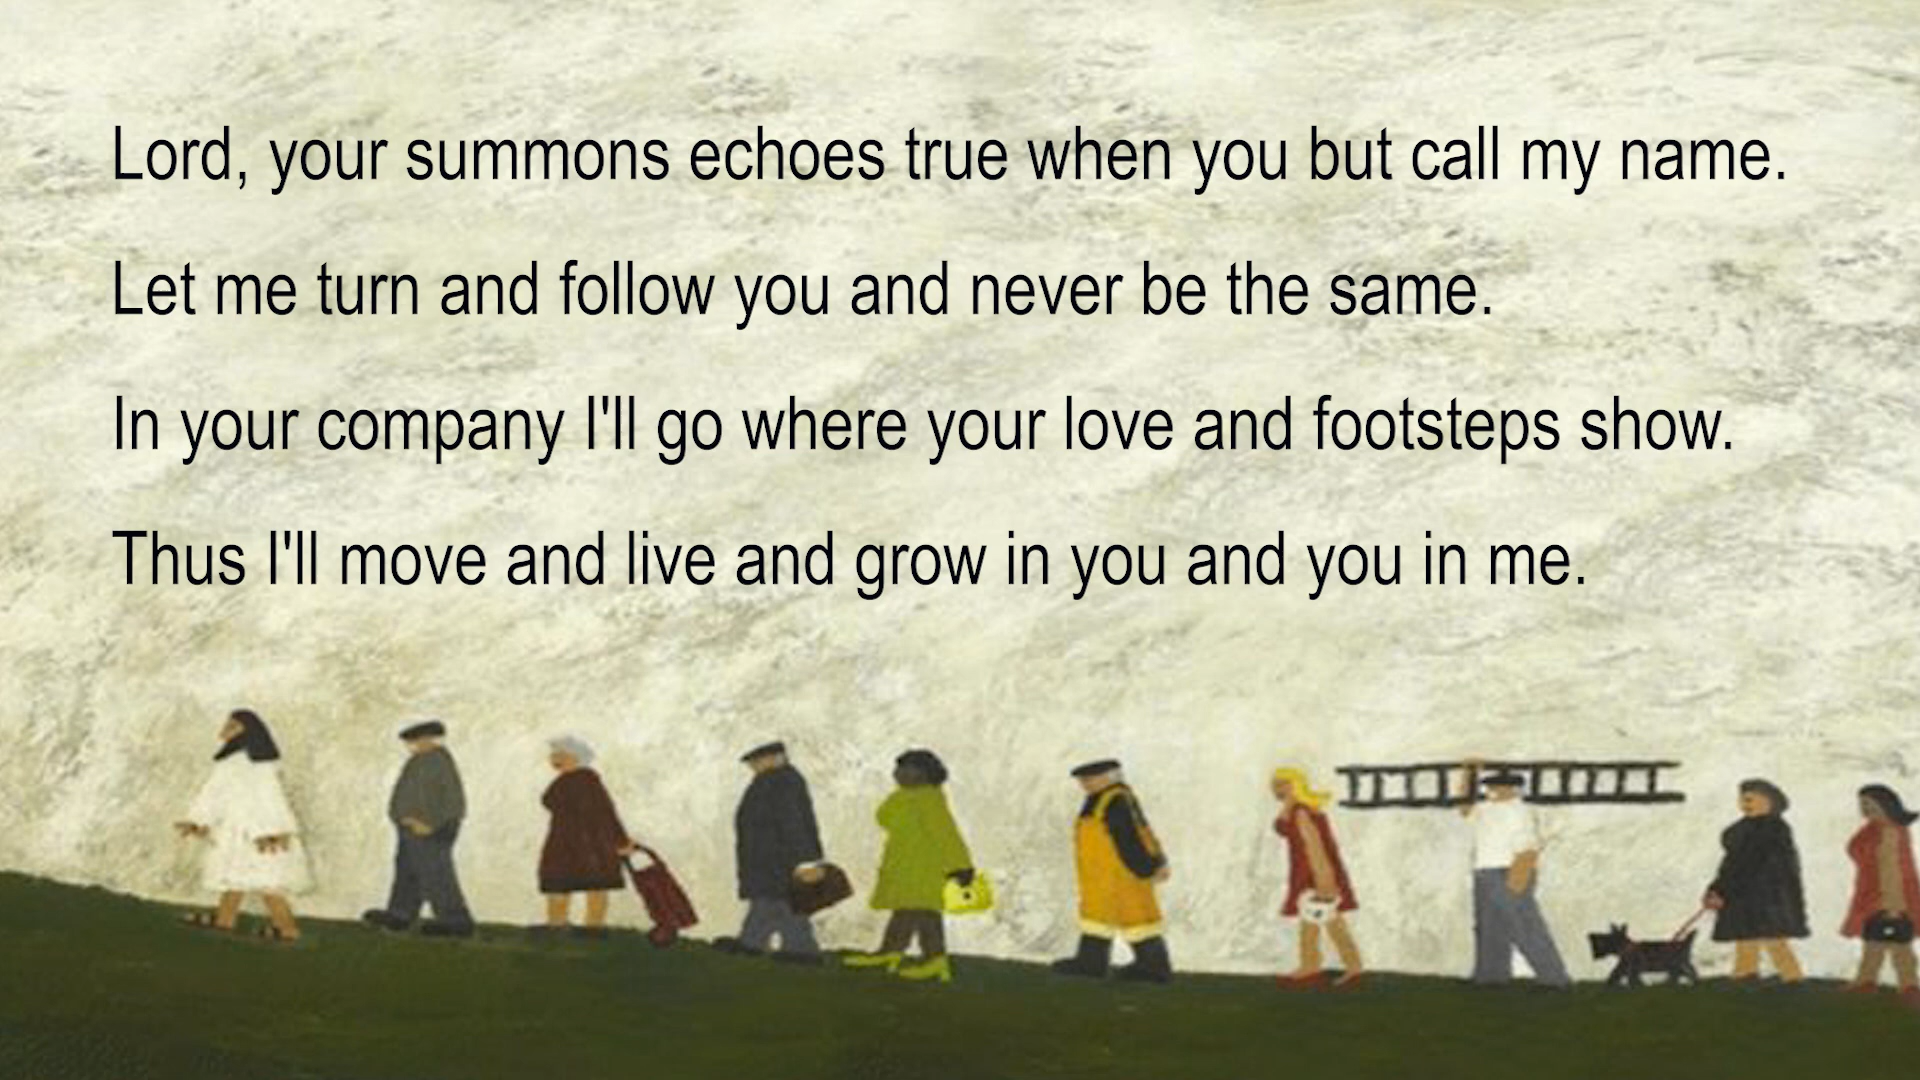 Lord, your summons echoes true when you but call my name.
Let me turn and follow you and never be the same.
In your company I'll go where your love and footsteps show.
Thus I'll move and live and grow in you and you in me.